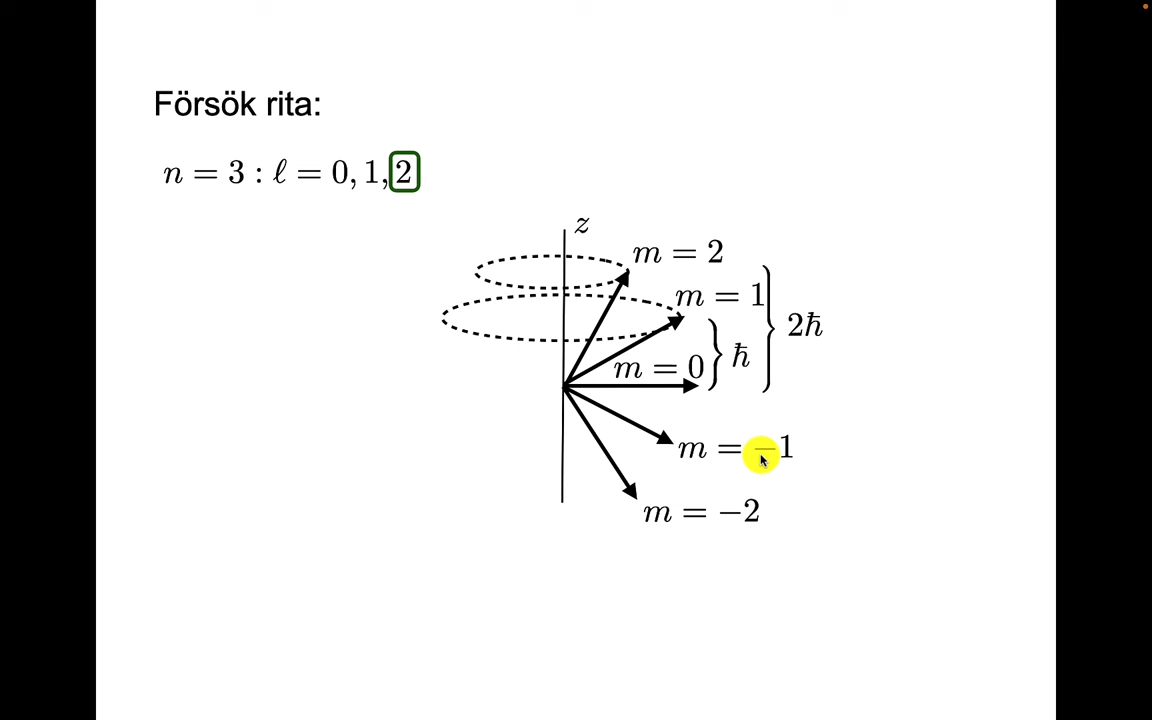 Försök rita:
n = 3 : ℓ = 0, 1, 2
z
m = 2
m = 1
2ħ
m = 0
ħ
m = −1
m = −2